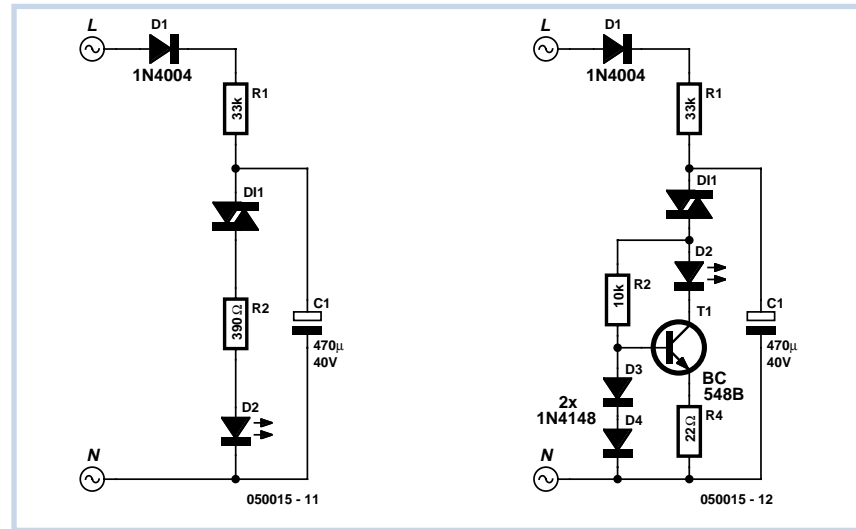 L
D1
1N4004
R1
33k
DI1
R2
390Ω
C1
470µ
40V
D2
N
050015 - 11
L
D1
1N4004
R1
33k
DI1
D2
R2
10k
T1
C1
470µ
40V
BC
548B
D3
2x
1N4148
D4
R4
22Ω
N
050015 - 12